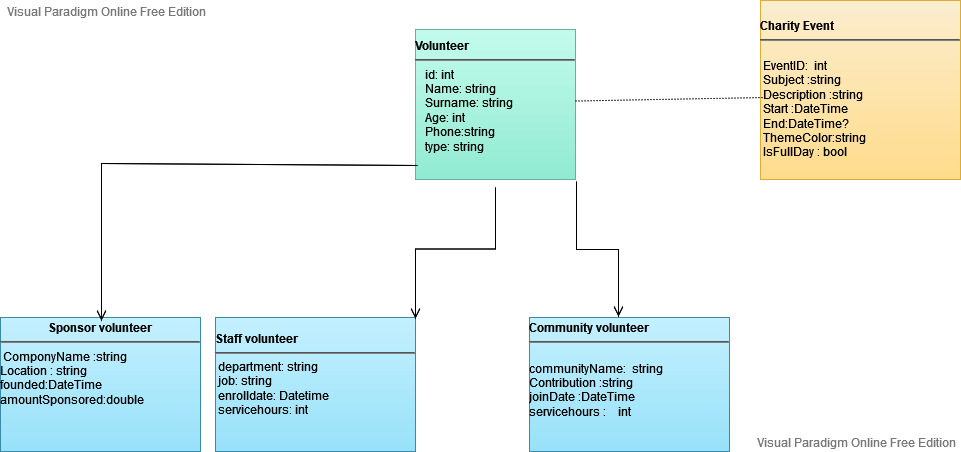 Visual Paradigm Online Free Edition
Volunteer
id: int
Name: string
Surname: string
Age: int
Phone:string
type: string
Charity Event
EventID: int
Subject :string
Description :string
Start :DateTime
End:DateTime?
ThemeColor:string
IsFullDay : bool
Sponsor volunteer
ComponyName :string
Location : string
founded:DateTime
amountSponsored:double
Staff volunteer
department: string
job: string
enrolldate: Datetime
servicehours: int
Community volunteer
communityName: string
Contribution :string
joinDate :DateTime
servicehours : int
Visual Paradigm Online Free Edition